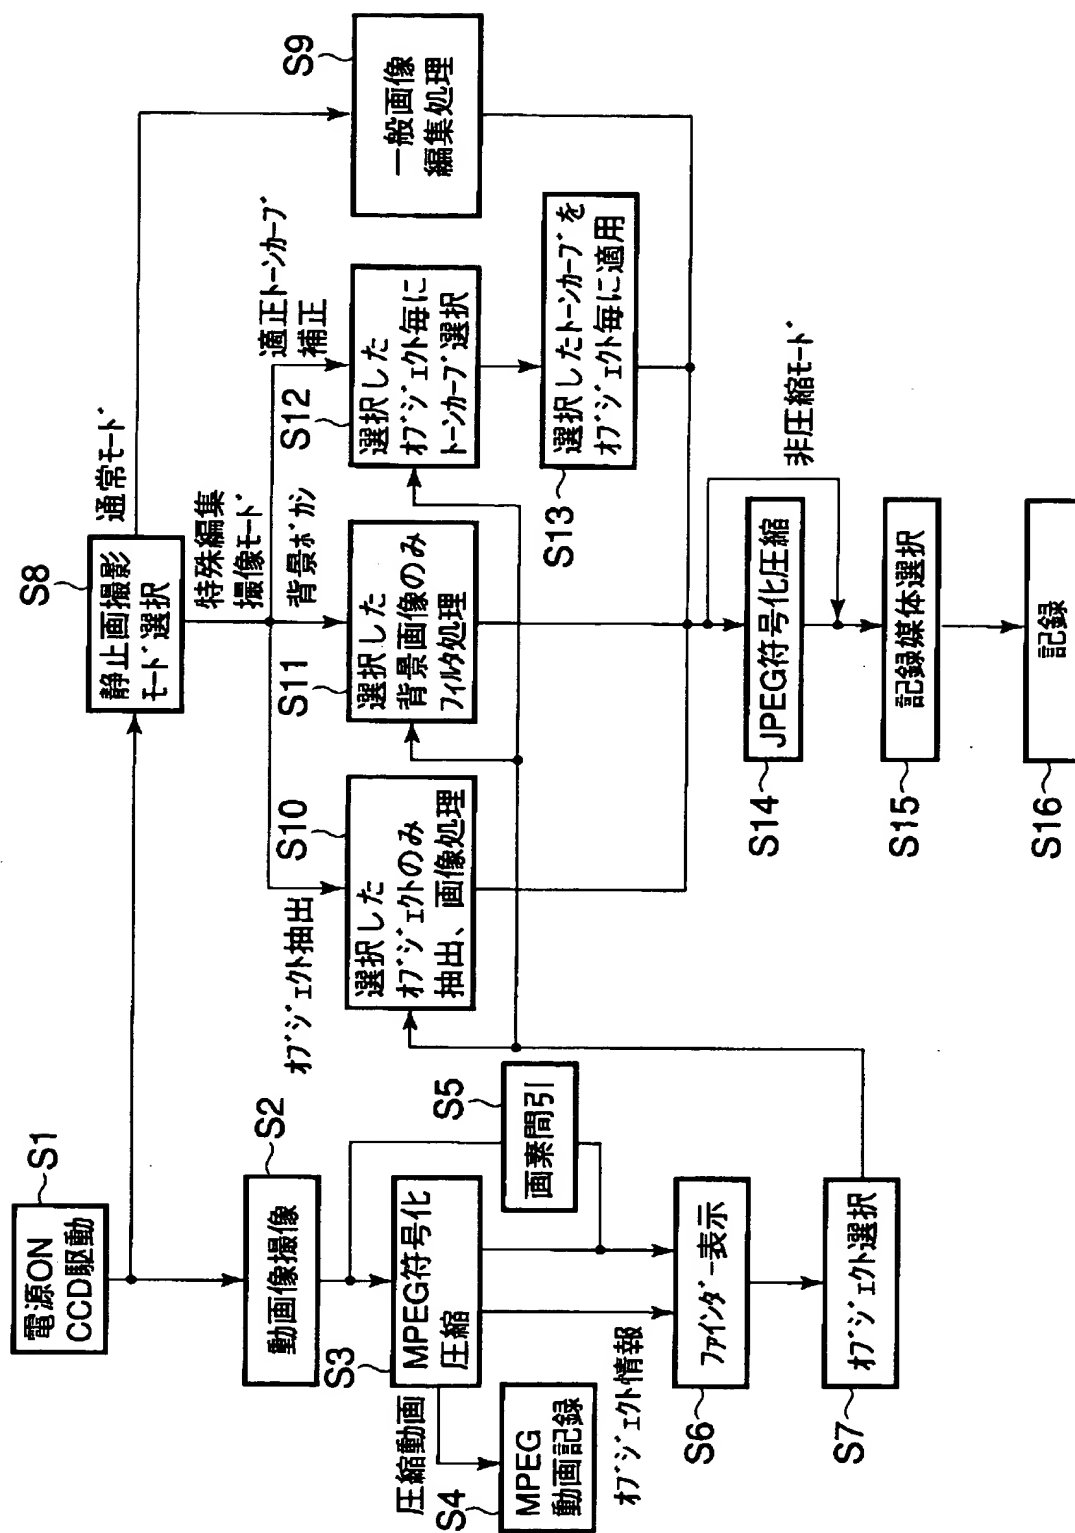 S1
電源ON
CCD駆動
S2
動画像撮像
S3
MPEG符号化
圧縮
圧縮動画
S4
MPEG
動画記録
S5
画素間引
オブジェクト情報
S6
ファインダー表示
S7
オブジェクト選択
S8
静止画撮影
モード選択
通常モード
特殊編集
撮像モード
S9
一般画像
編集処理
オブジェクト抽出
S10
選択した
オブジェクトのみ
抽出、画像処理
背景ボカシ
S11
選択した
背景画像のみ
フィルタ処理
適正トーンカーブ
補正
S12
選択した
オブジェクト毎に
トーンカーブ選択
S13
選択したトーンカーブを
オブジェクト毎に適用
非圧縮モード
S14
JPEG符号化圧縮
S15
記録媒体選択
S16
記録